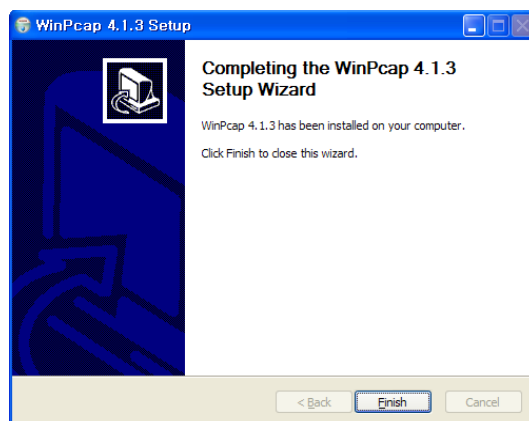 WinPcap 4.1.3 Setup
Completing the WinPcap 4.1.3
Setup Wizard
WinPcap 4.1.3 has been installed on your computer.
Click Finish to close this wizard.
< Back
Finish
Cancel